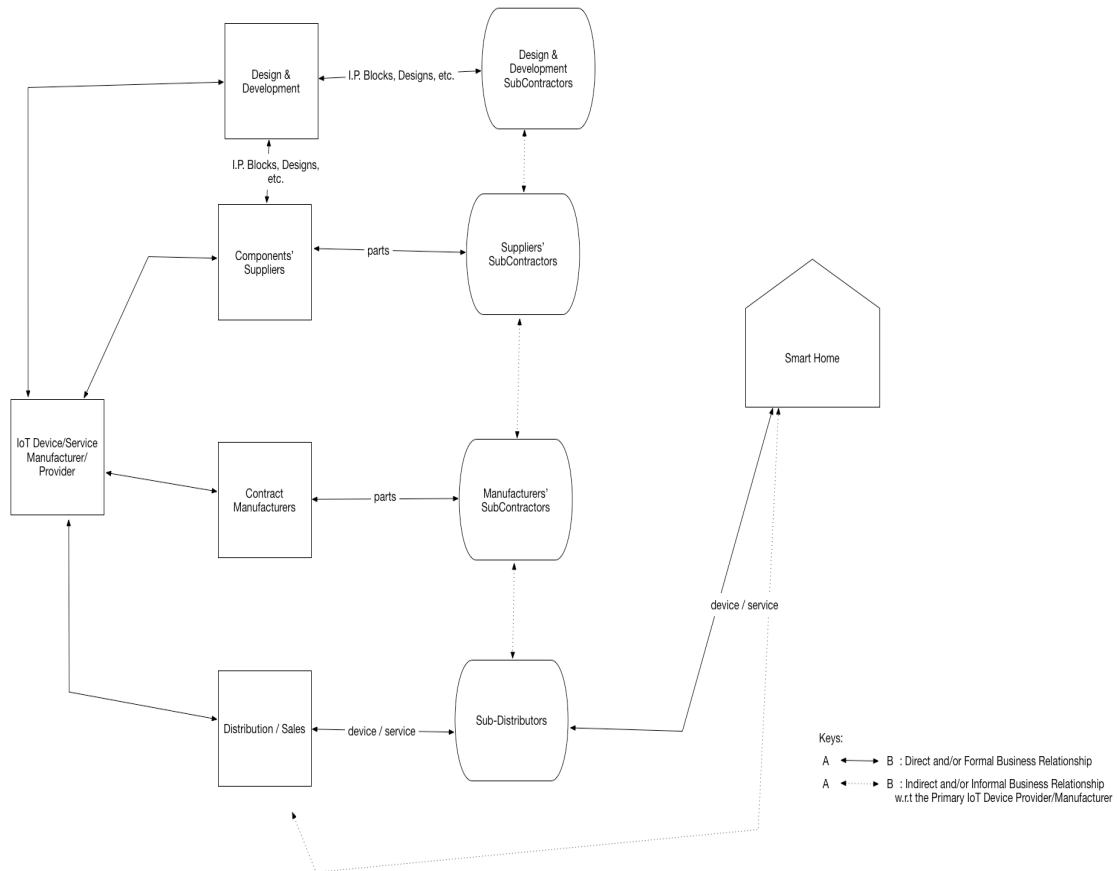 Design &
Development
I.P. Blocks, Designs, etc.
Design &
Development
SubContractors
I.P. Blocks, Designs,
etc.
Components'
Suppliers
parts
Suppliers'
SubContractors
Smart Home
IoT Device/Service
Manufacturer/
Provider
Contract
Manufacturers
parts
Manufacturers'
SubContractors
device / service
Distribution / Sales
device / service
Sub-Distributors
Keys:
A B : Direct and/or Formal Business Relationship
A B : Indirect and/or Informal Business Relationship
w.r.t the Primary IoT Device Provider/Manufacturer